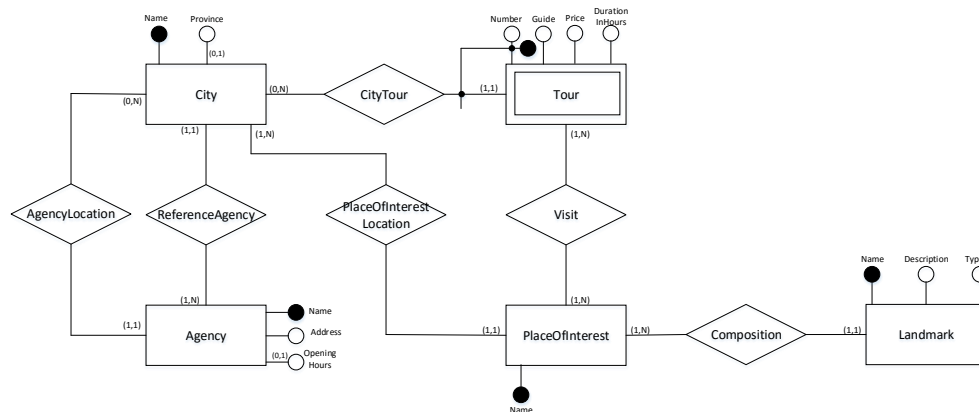 Name
Province
(0,1)
Number
Guide
Price
Duration
InHours
City
(0,N)
CityTour
(1,1)
Tour
(0,N)
(1,1)
(1,N)
(1,N)
AgencyLocation
ReferenceAgency
PlaceOfInterest
Location
Visit
Name
Description
(1,N)
(1,N)
(1,1)
Agency
Name
Address
(0,1)
Opening
Hours
(1,1)
PlaceOfInterest
(1,N)
Composition
(1,1)
Landmark
Name